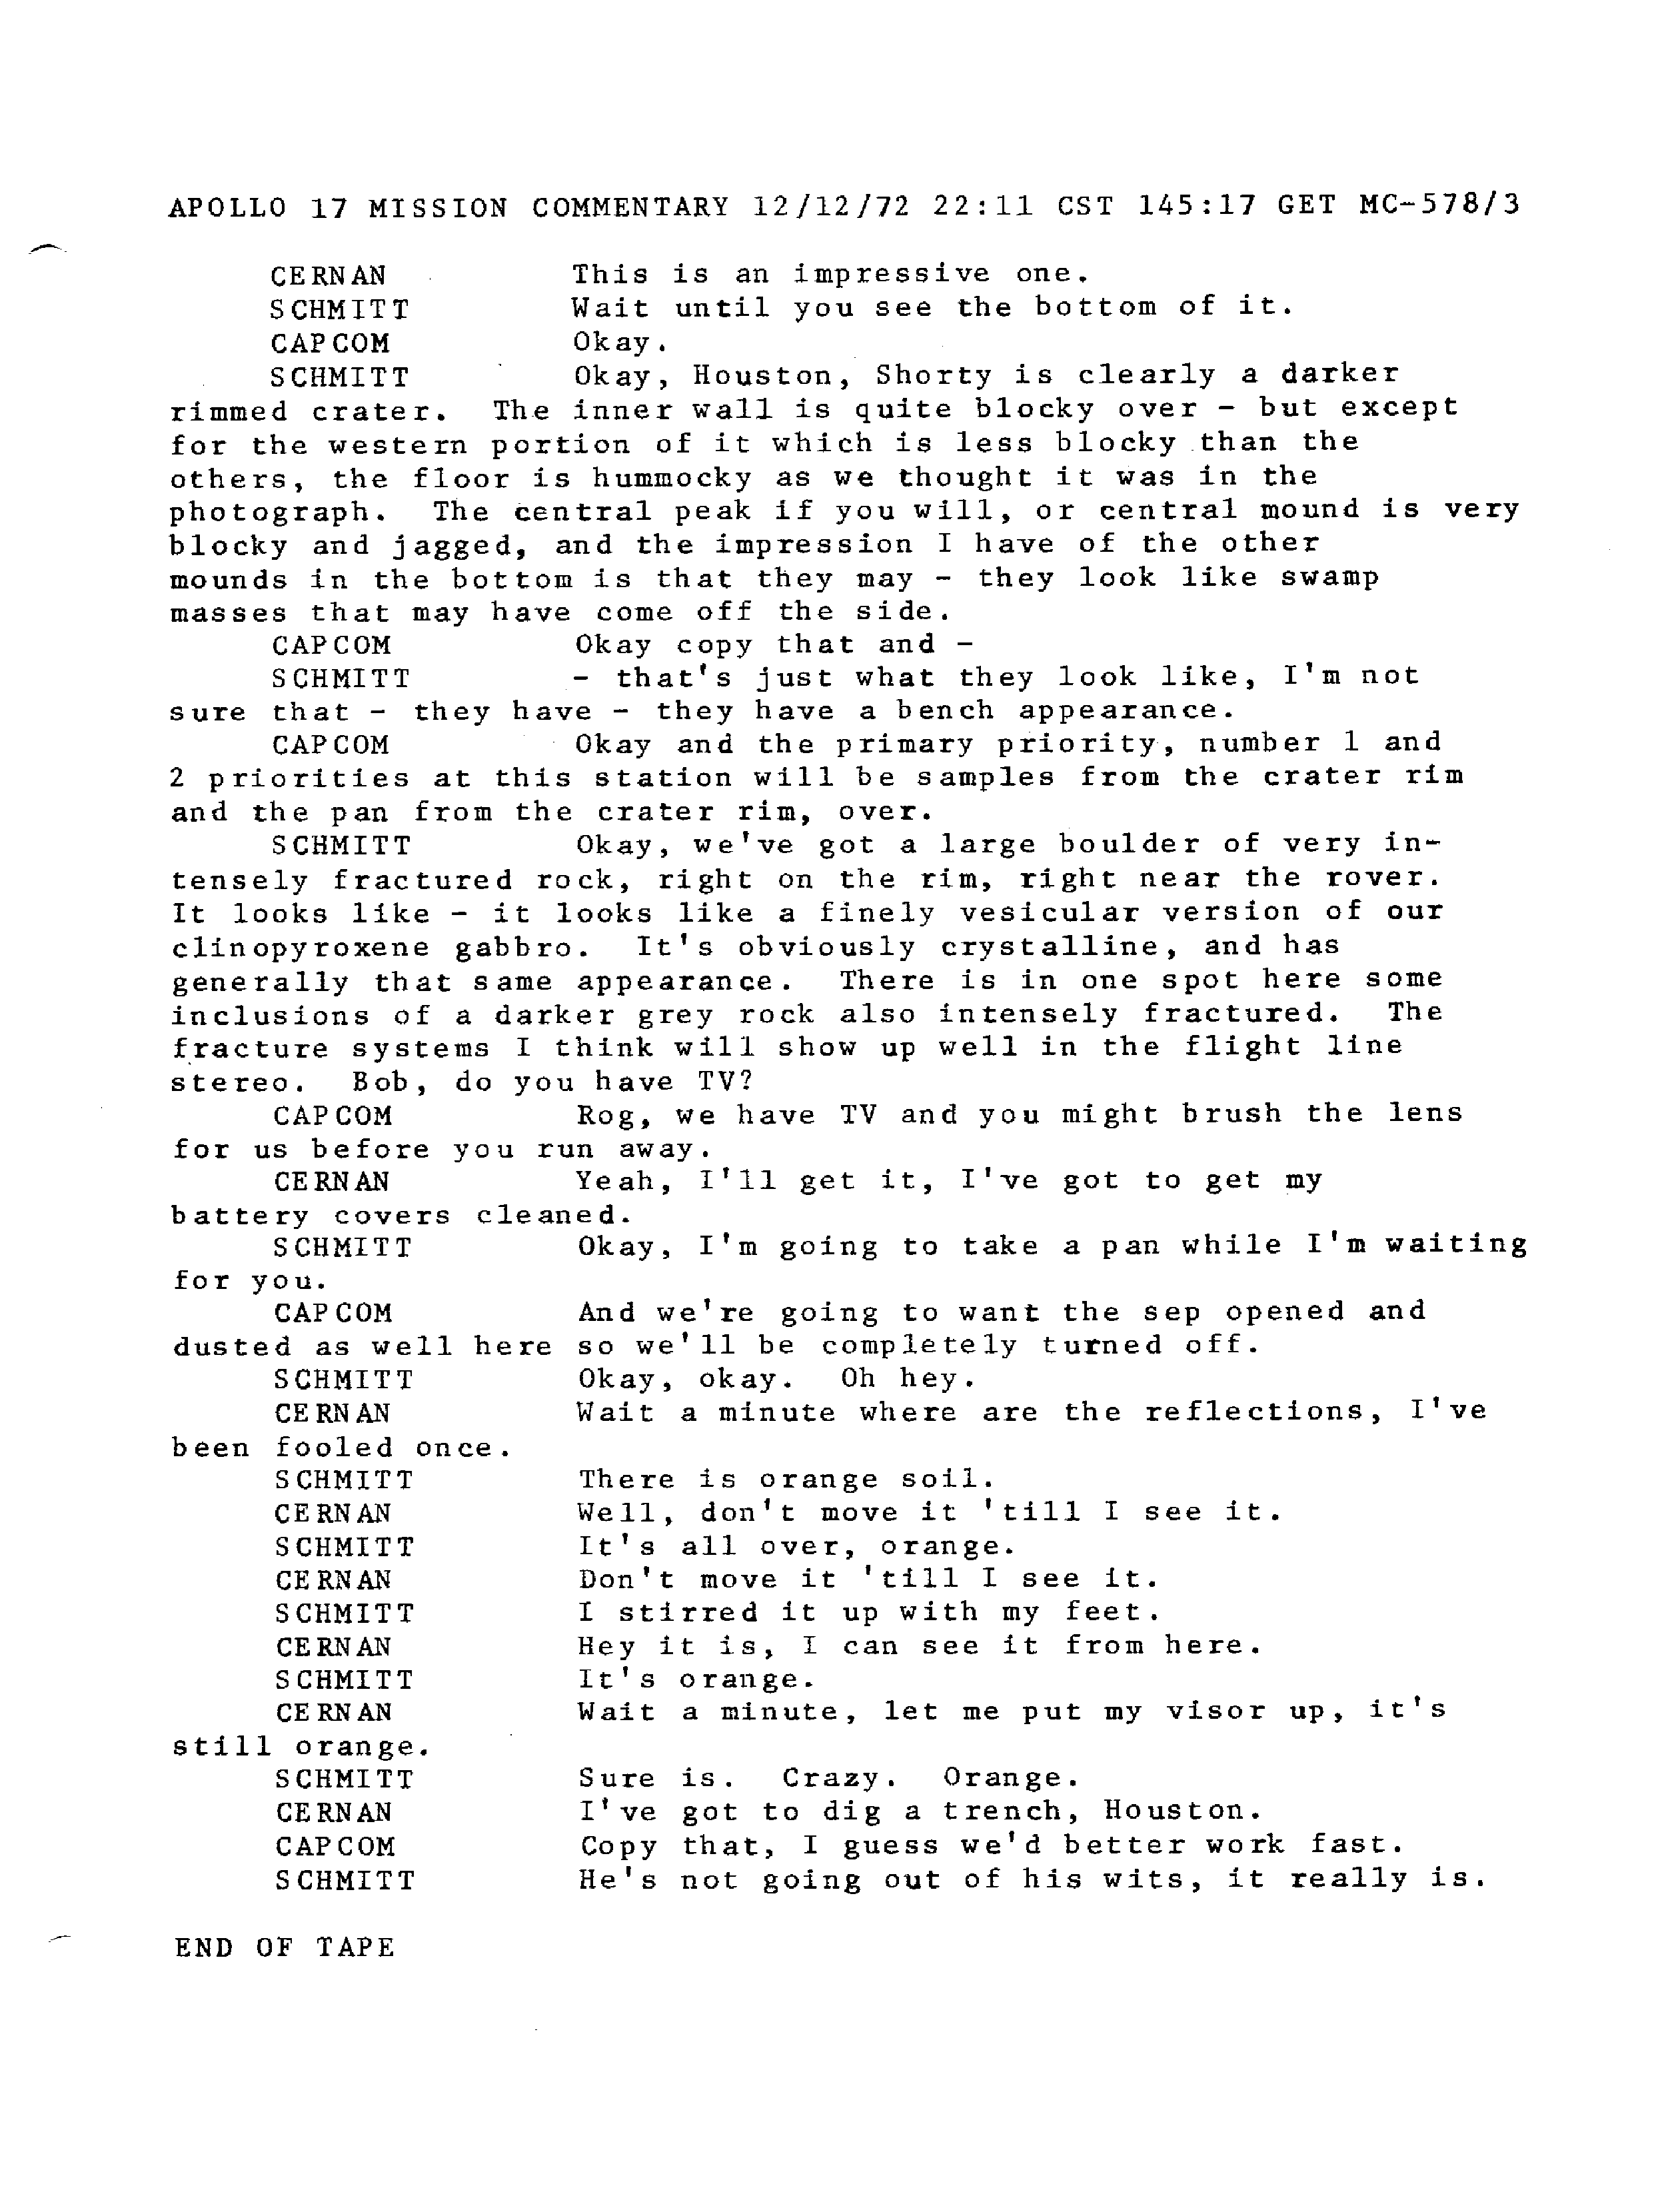 APOLLO 17 MISSION COMMENTARY 12/12/72 22:11 CST 145:17 GET MC-578/3
CERNAN This is an impressive one.
SCHMITT Wait until you see the bottom of it.
CAPCOM Okay.
SCHMITT Okay, Houston, Shorty is clearly a darker
rimmed crater. The inner wall is quite blocky over - but except
for the western portion of it which is less blocky than the
others, the floor is hummocky as we thought it was in the
photograph. The central peak if you will, or central mound is very
blocky and jagged, and the impression I have of the other
mounds in the bottom is that they may - they look like swamp
masses that may have come off the side.
CAPCOM Okay copy that and -
SCHMITT - that's just what they look like, I'm not
sure that - they have - they have a bench appearance.
CAPCOM Okay and the primary priority, number 1 and
2 priorities at this station will be samples from the crater rim
and the pan from the crater rim, over.
SCHMITT Okay, we've got a large boulder of very in-
tensely fractured rock, right on the rim, right near the rover.
It looks like - it looks like a finely vesicular version of our
clinopyroxene gabbro. It's obviously crystalline, and has
generally that same appearance. There is in one spot here some
inclusions of a darker grey rock also intensely fractured. The
fracture systems I think will show up well in the flight line
stereo. Bob, do you have TV?
CAPCOM Rog, we have TV and you might brush the lens
for us before you run away.
CERNAN Yeah, I'll get it, I've got to get my
battery covers cleaned.
SCHMITT Okay, I'm going to take a pan while I'm waiting
for you.
CAPCOM And we're going to want the sep opened and
dusted as well here so we'll be completely turned off.
SCHMITT Okay, okay. Oh hey.
CERNAN Wait a minute where are the reflections, I've
been fooled once.
SCHMITT There is orange soil.
CERNAN Well, don't move it 'till I see it.
SCHMITT It's all over, orange.
CERNAN Don't move it 'till I see it.
SCHMITT I stirred it up with my feet.
CERNAN Hey it is, I can see it from here.
SCHMITT It's orange.
CERNAN Wait a minute, let me put my visor up, it's
still orange.
SCHMITT Sure is. Crazy. Orange.
CERNAN I've got to dig a trench, Houston.
CAPCOM Copy that, I guess we'd better work fast.
SCHMITT He's not going out of his wits, it really is.
END OF TAPE